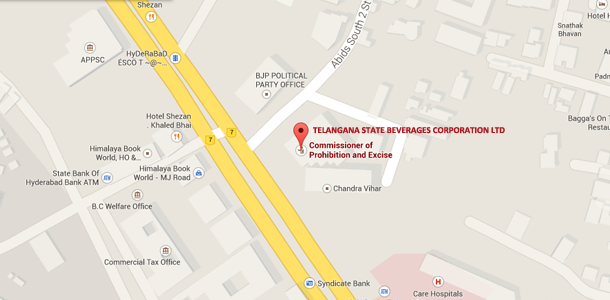 Shezan
APPSC
HyDeRaBaD
ESCO T ~@~...
BJP POLITICAL
PARTY OFFICE
Abids South 2 St
Hotel
Snathak
Bhavan
Padn
Bagga's On T
Restau
Hotel Shezan
. Khaled Bhai
7
7
TELANGANA STATE BEVERAGES CORPORATION LTD
Commissioner of
Prohibition and Excise
Himalaya Book
World, HO &...
Himalaya Book
World - MJ Road
State Bank Of
Hyderabad Bank ATM
B.C Welfare Office
Chandra Vihar
Commercial Tax Office
Syndicate Bank
H
Care Hospitals